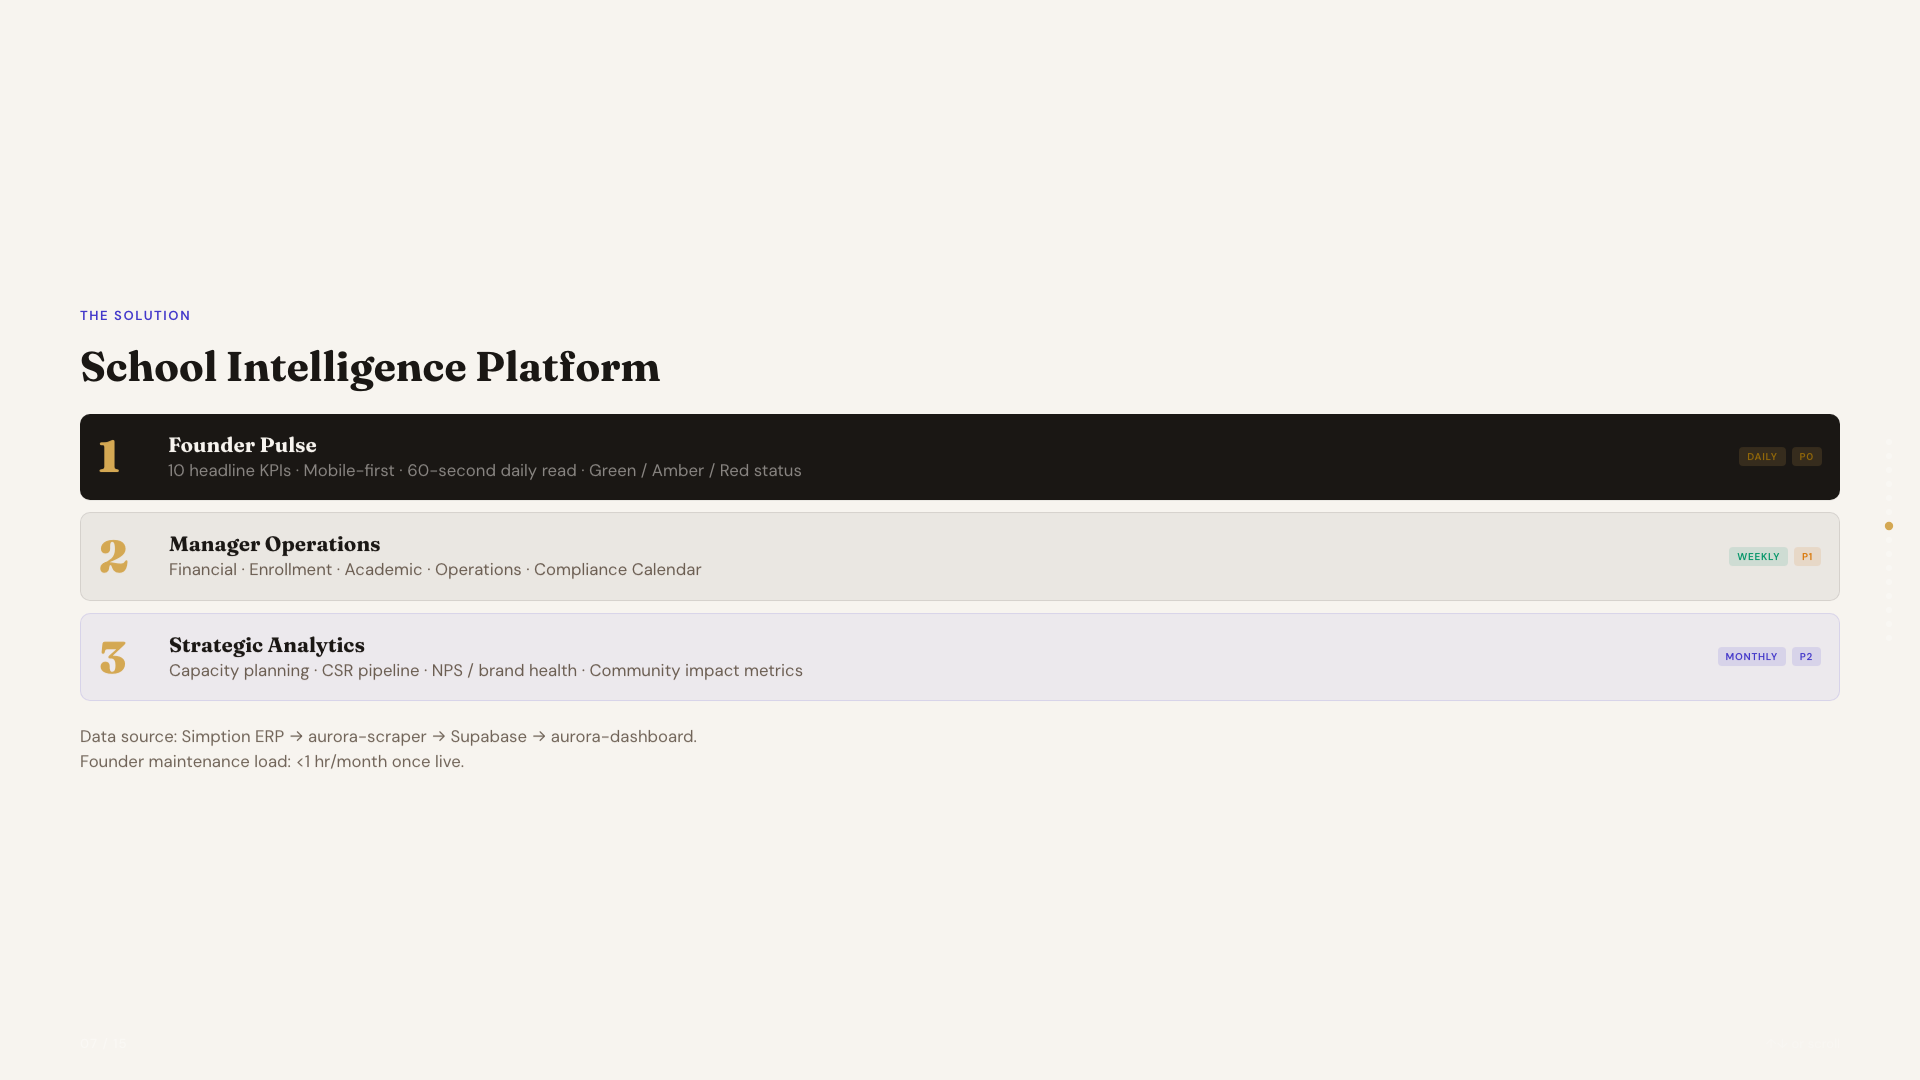 THE SOLUTION
School Intelligence Platform
1
Founder Pulse
10 headline KPIs · Mobile-first · 60-second daily read · Green / Amber / Red status
DAILY P0
2
Manager Operations
Financial · Enrollment · Academic · Operations · Compliance Calendar
WEEKLY P1
3
Strategic Analytics
Capacity planning · CSR pipeline · NPS / brand health · Community impact metrics
MONTHLY P2
Data source: Simption ERP → aurora-scraper → Supabase → aurora-dashboard.
Founder maintenance load: <1 hr/month once live.